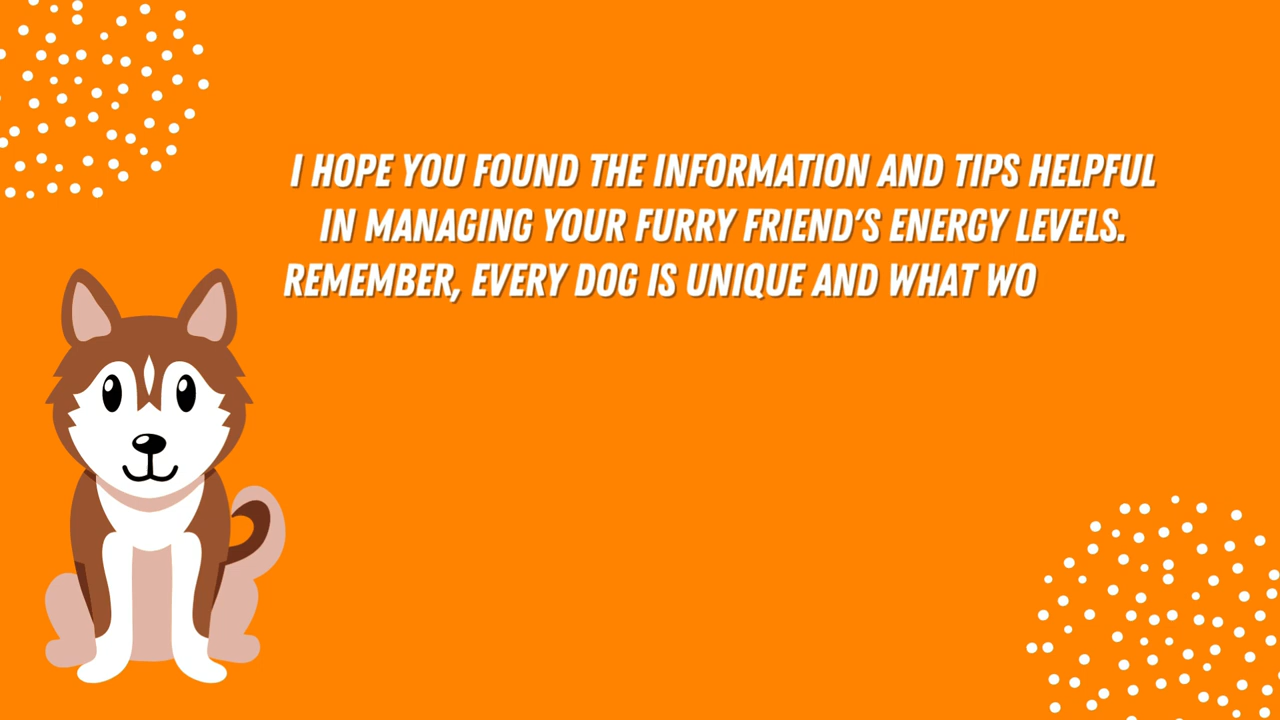 I HOPE YOU FOUND THE INFORMATION AND TIPS HELPFUL
IN MANAGING YOUR FURRY FRIEND'S ENERGY LEVELS.
REMEMBER, EVERY DOG IS UNIQUE AND WHAT WO